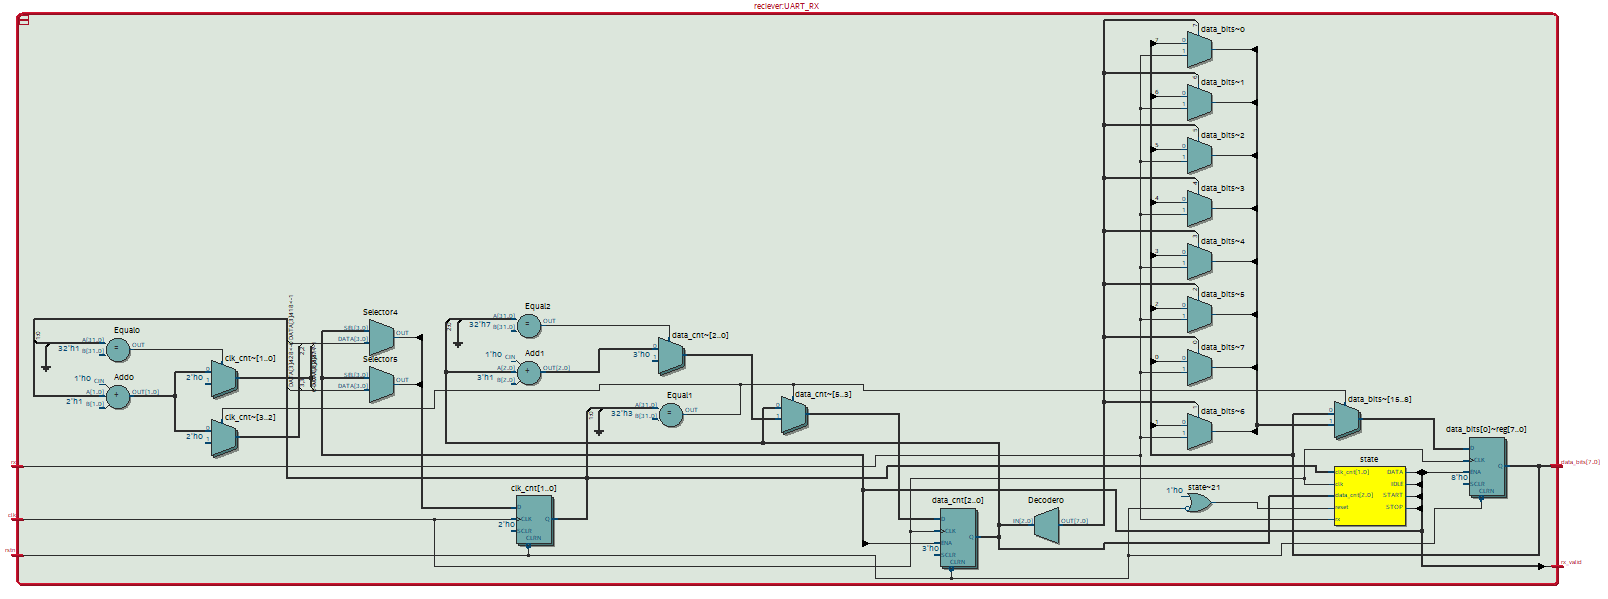 reciever:UART_RX
data_bits~0
data_bits~1
data_bits~2
data_bits~3
data_bits~4
data_bits~5
data_bits~7
data_bits~6
Equal0
A[31..0]
32'h1
B[31..0]
OUT
Add0
1'h0
CIN
A[1..0]
2'h1
B[1..0]
OUT[1..0]
clk_cnt~[1..0]
2'h0
clk_cnt~[3..2]
2'h0
Selector4
SEL[3..0]
DATA[3..0]
OUT
Selector5
SEL[3..0]
DATA[3..0]
OUT
Equal2
A[31..0]
32'h7
B[31..0]
OUT
Add1
1'h0
CIN
A[2..0]
3'h1
B[2..0]
OUT[2..0]
data_cnt~[2..0]
3'h0
Equal1
A[31..0]
32'h3
B[31..0]
OUT
data_cnt~[5..3]
clk_cnt[1..0]
D
CLK
2'h0
SCLR
CLRN
Q
data_cnt[2..0]
D
CLK
ENA
3'h0
SCLR
CLRN
Q
Decoder0
IN[2..0]
OUT[7..0]
data_bits~[15..8]
state~21
1'h0
state
clk_cnt[1..0]
clk
data_cnt[2..0]
reset
rx
DATA
IDLE
START
STOP
data_bits[0]~reg[7..0]
D
CLK
ENA
8'h0
SCLR
CLRN
Q
rx
clk
rstn
data_bits[7..0]
rx_valid